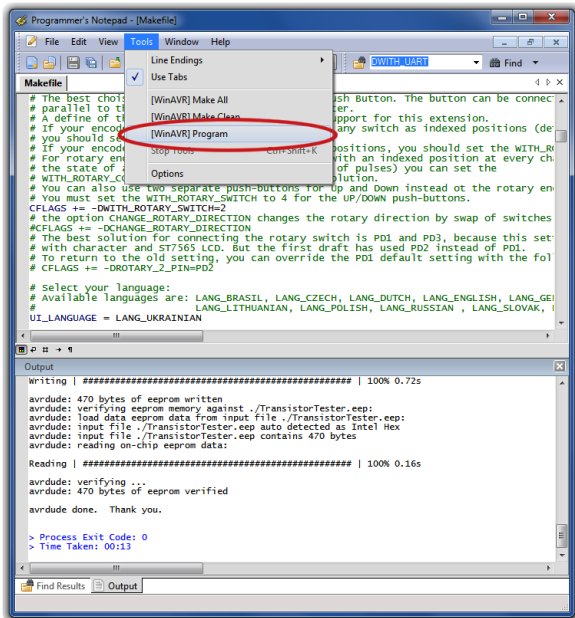 Programmer's Notepad - [Makefile]
File Edit View Tools Window Help
DWITH_UART Find
Makefile
Line Endings
Use Tabs
[WinAVR] Make All
[WinAVR] Make Clean
[WinAVR] Program
Stop Tools Ctrl+Shift+K
Options
# The best choi sh Button. The button can be connec
# parallel to th ter.
# A define of th pport for this extension.
# If your encod any switch as indexed positions (de
# you should se
# If your encode ositions, you should set the WITH_R
# For rotary en with an indexed position at every ch
# the state of a of pulses) you can set the
# WITH_ROTARY_C olution.
# You can also use two separate push-buttons for Up and Down instead of the rotary en
# You must set the WITH_ROTARY_SWITCH to 4 for the UP/DOWN push-buttons.
CFLAGS += -DWITH_ROTARY_SWITCH=2
# the option CHANGE_ROTARY_DIRECTION changes the rotary direction by swap of switches
#CFLAGS += -DCHANGE_ROTARY_DIRECTION
# The best solution for connecting the rotary switch is PD1 and PD3, because this set
# with character and ST7565 LCD. But the first draft has used PD2 instead of PD1.
# To return to the old setting, you can override the PD1 default setting with the fol
# CFLAGS += -DROTARY_2_PIN=PD2
# Select your language:
# Available languages are: LANG_BRASIL, LANG_CZECH, LANG_DUTCH, LANG_ENGLISH, LANG_GE
# LANG_LITHUANIAN, LANG_POLISH, LANG_RUSSIAN , LANG_SLOVAK,
UI_LANGUAGE = LANG_UKRAINIAN
Output
Writing | ################################################## | 100% 0.72s
avrdude: 470 bytes of eeprom written
avrdude: verifying eeprom memory against ./TransistorTester.eep:
avrdude: load data eeprom data from input file ./TransistorTester.eep:
avrdude: input file ./TransistorTester.eep auto detected as Intel Hex
avrdude: input file ./TransistorTester.eep contains 470 bytes
avrdude: reading on-chip eeprom data:
Reading | ################################################## | 100% 0.16s
avrdude: verifying ...
avrdude: 470 bytes of eeprom verified
avrdude done.  Thank you.
> Process Exit Code: 0
> Time Taken: 00:13
Find Results Output